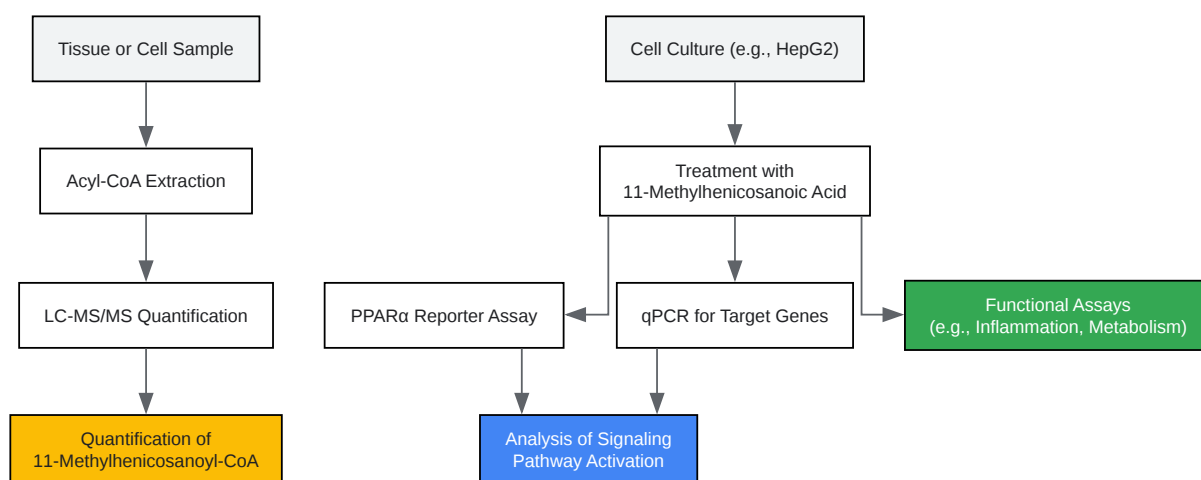 Tissue or Cell Sample
Cell Culture (e.g., HepG2)
Acyl-CoA Extraction
Treatment with
11-Methylhenicosanoic Acid
LC-MS/MS Quantification
PPARα Reporter Assay
qPCR for Target Genes
Functional Assays
(e.g., Inflammation, Metabolism)
Quantification of
11-Methylhenicosanoyl-CoA
Analysis of Signaling
Pathway Activation